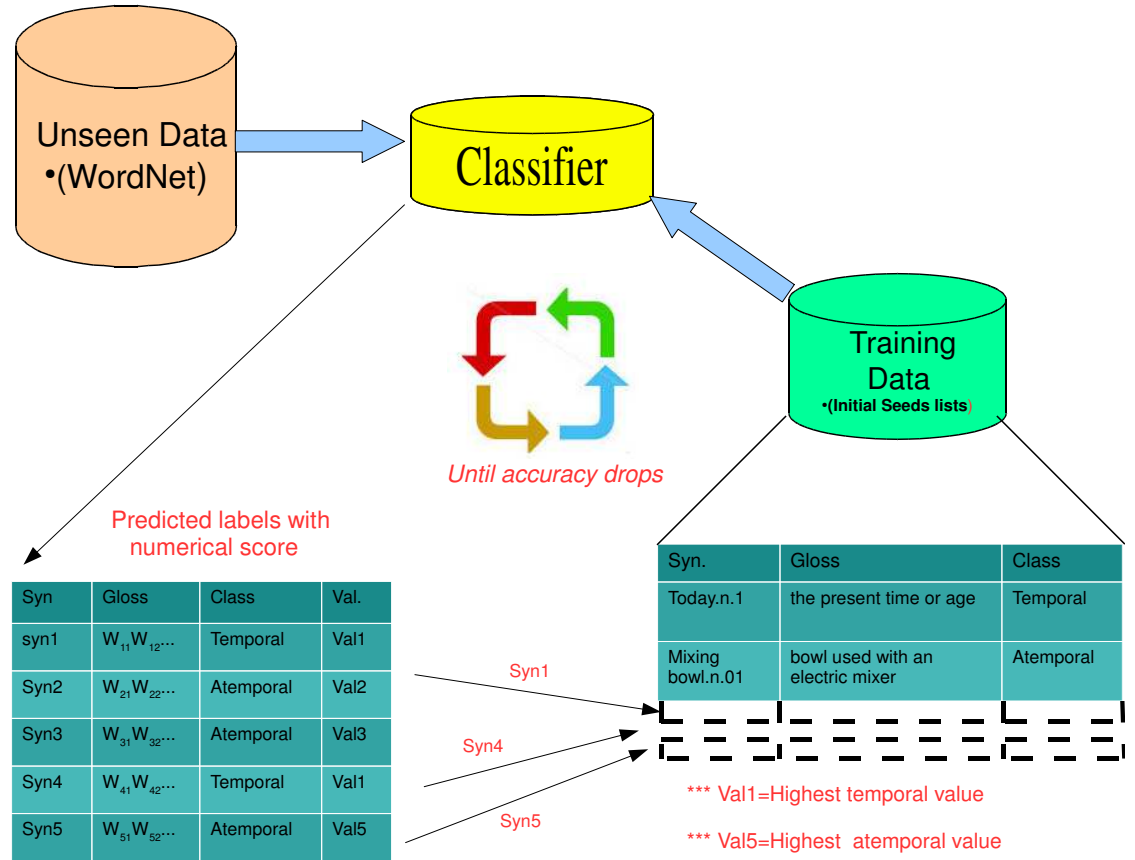 Unseen Data
•(WordNet)
Classifier
Training
Data
•(Initial Seeds lists)
Until accuracy drops
Predicted labels with
numerical score
Syn Gloss Class Val.
syn1 W11W12... Temporal Val1
Syn2 W21W22... Atemporal Val2
Syn3 W31W32... Atemporal Val3
Syn4 W41W42... Temporal Val1
Syn5 W51W52... Atemporal Val5
Syn1
Syn4
Syn5
Syn. Gloss Class
Today.n.1 the present time or age Temporal
Mixing bowl used with an Atemporal
bowl.n.01 electric mixer
*** Val1=Highest temporal value
*** Val5=Highest atemporal value